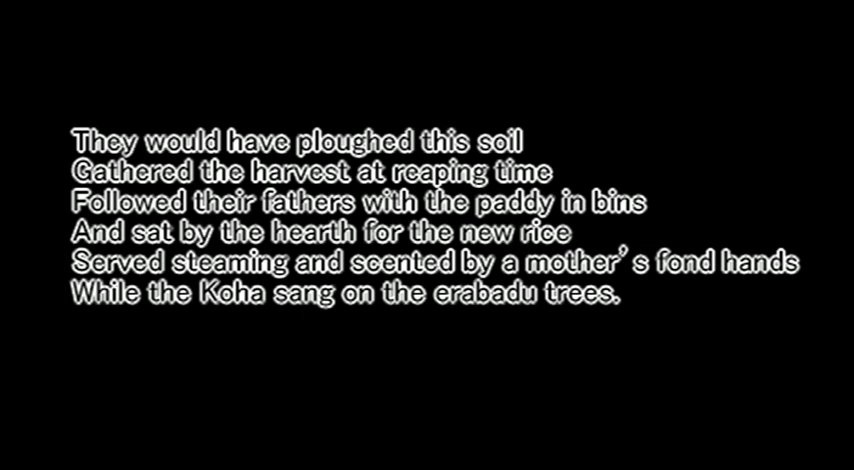 They would have ploughed this soil
Gathered the harvest at reaping time
Followed their fathers with the paddy in bins
And sat by the hearth for the new rice
Served steaming and scented by a mother's fond hands
While the Koha sang on the erabadu trees.